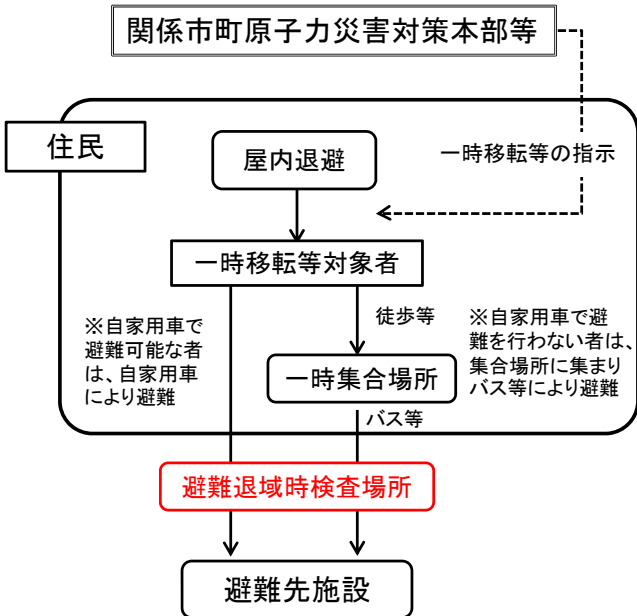 関係市町原子力災害対策本部等
住民
屋内退避
一時移転等の指示
一時移転等対象者
※自家用車で
避難可能な者
は、自家用車
により避難
徒歩等
※自家用車で避
難を行わない者は、
集合場所に集まり
バス等により避難
一時集合場所
バス等
避難退域時検査場所
避難先施設